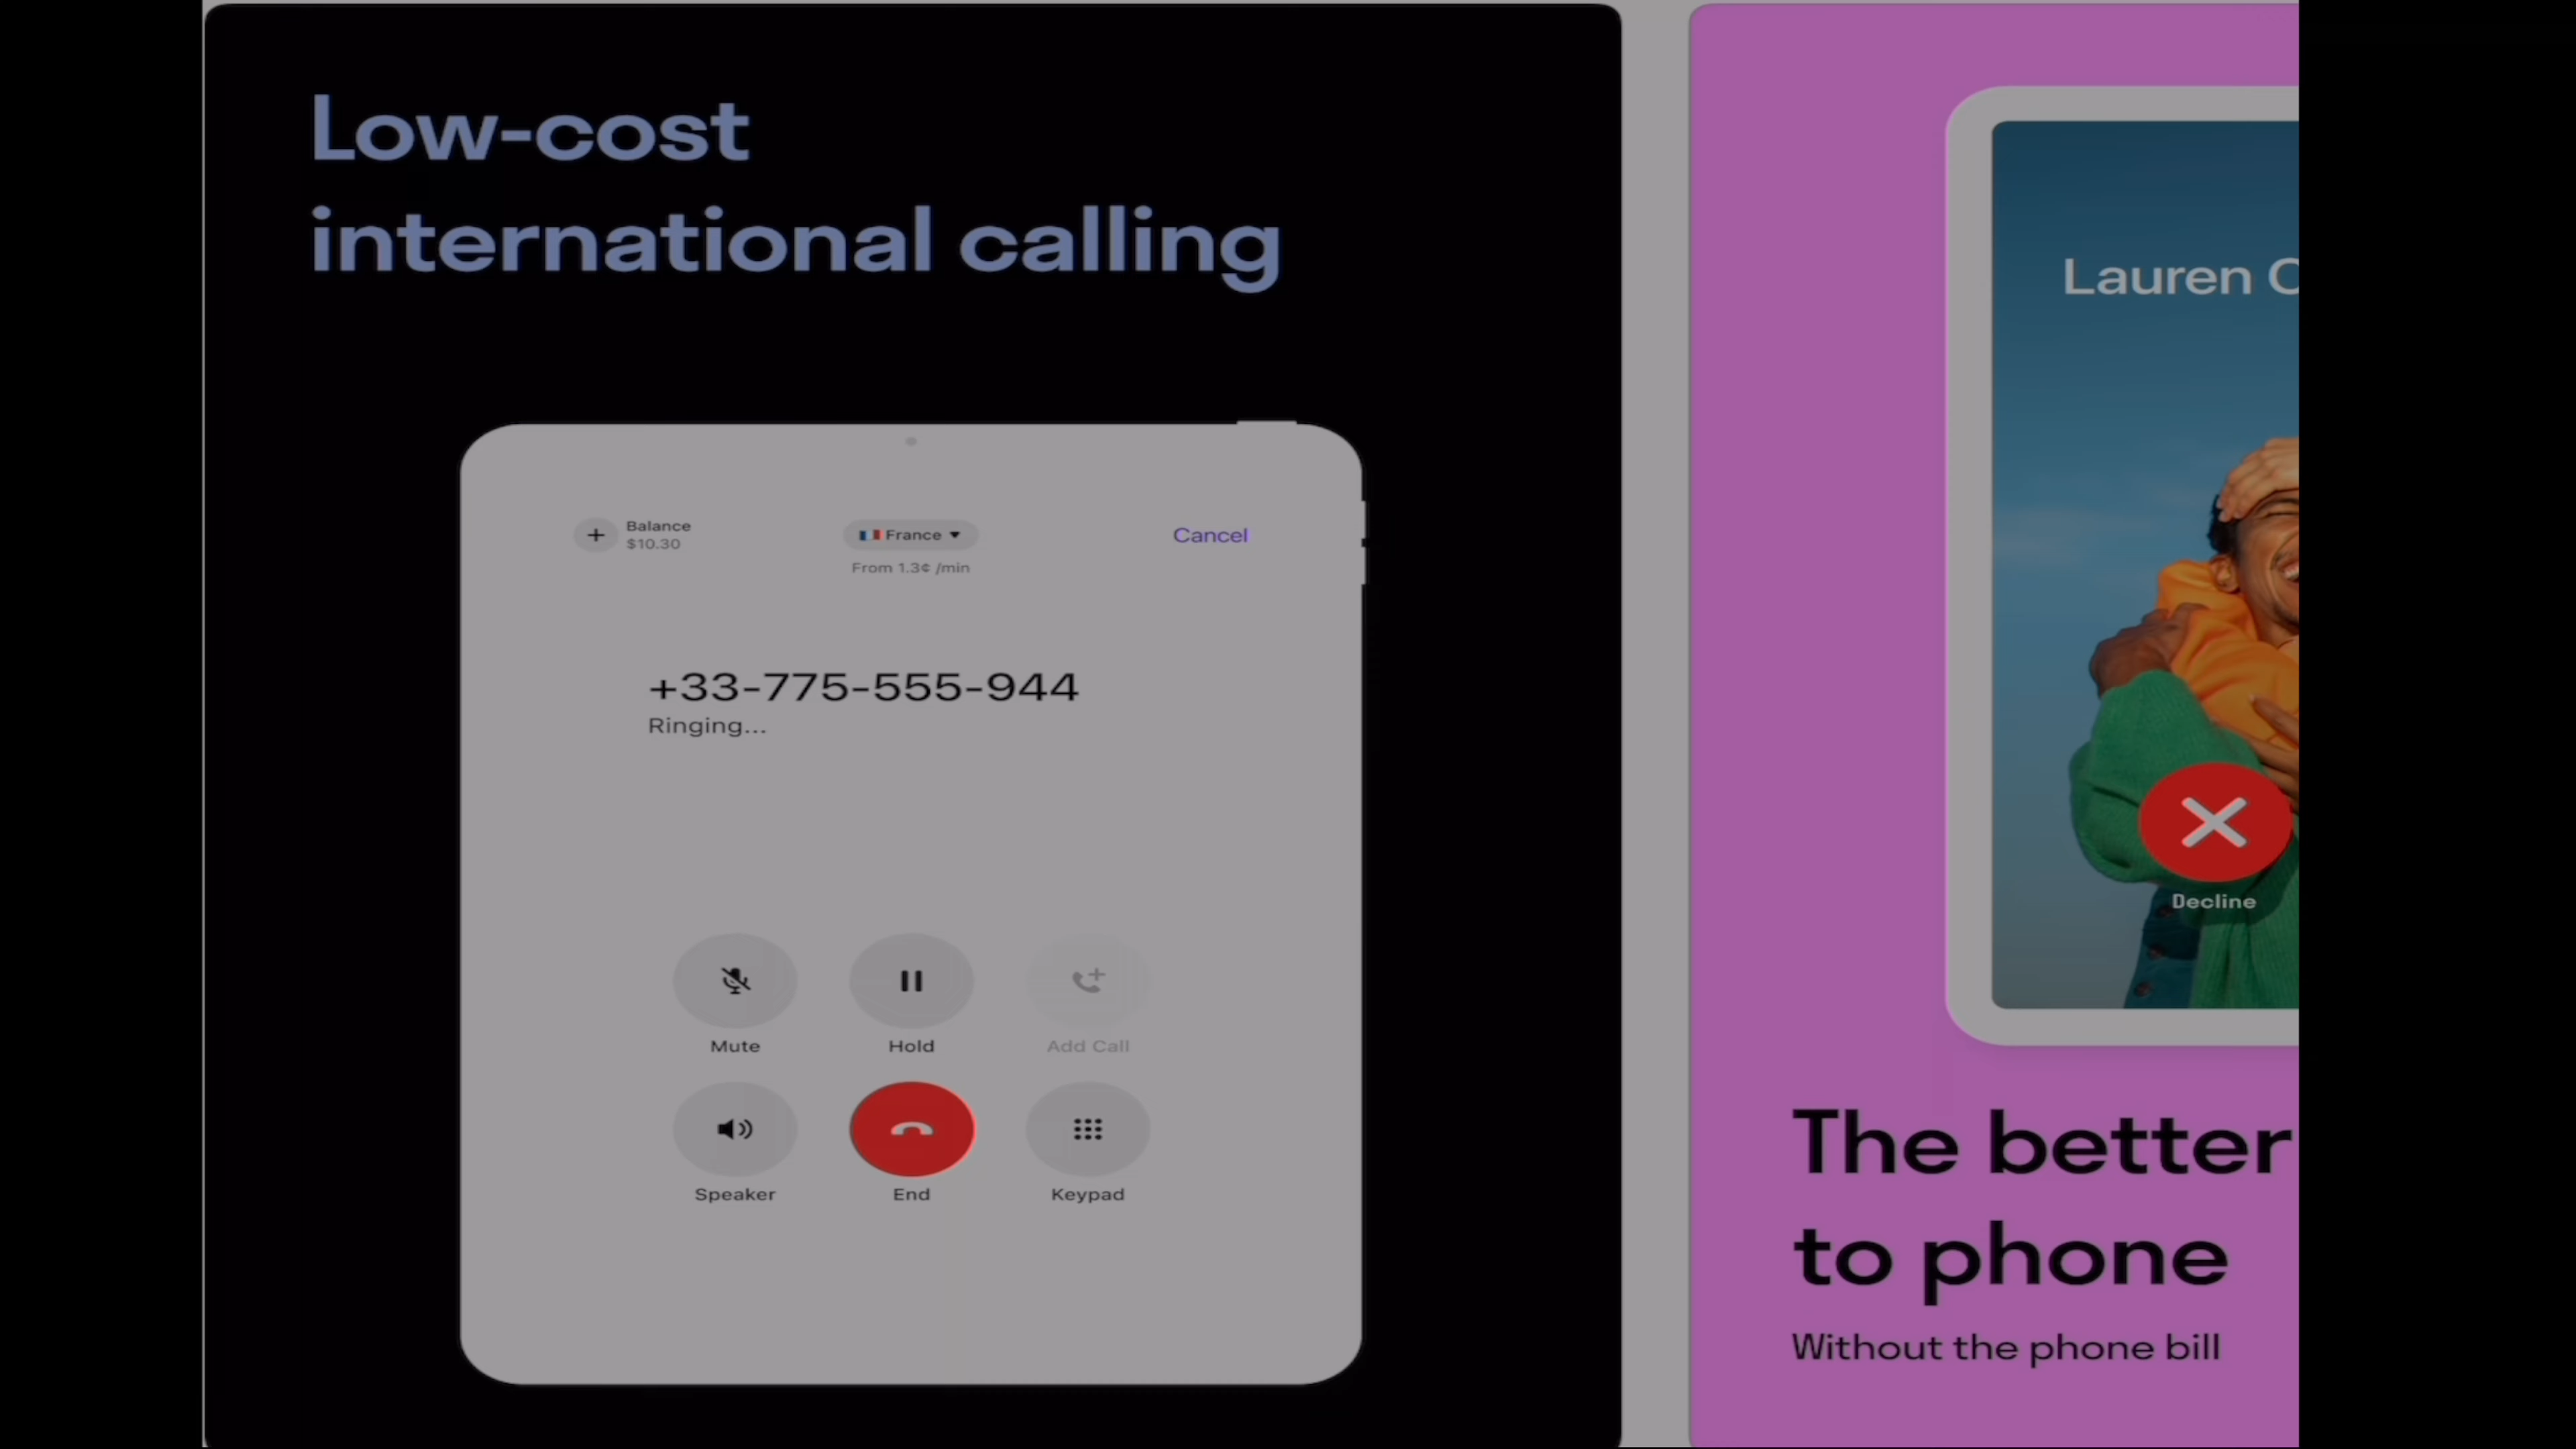 Low-cost
international calling
Balance
$10.30
France
From 1.3¢ /min
Cancel
+33-775-555-944
Ringing...
Mute
Hold
Add Call
Speaker
End
Keypad
Lauren
Decline
The better
to phone
Without the phone bill